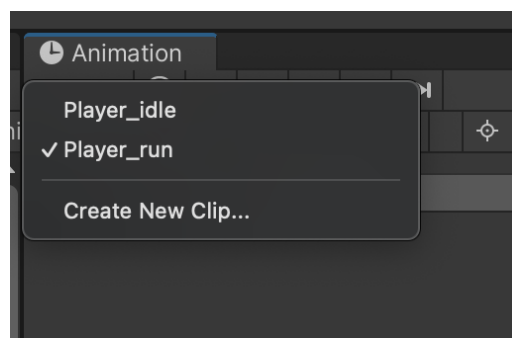 Animation
Player_idle
✓ Player_run
Create New Clip...